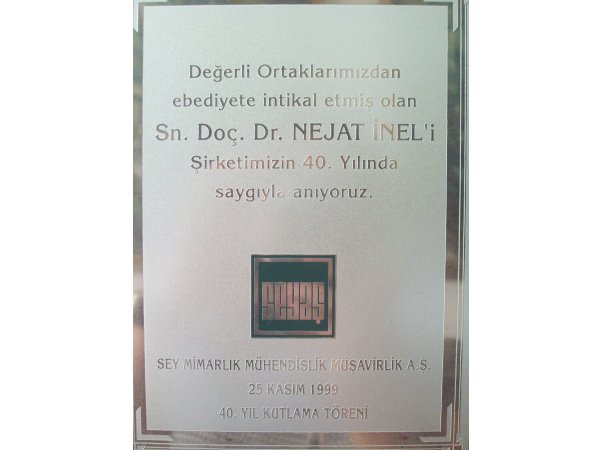 Değerli Ortaklarımızdan
ebediyete intikal etmiş olan
Sn. Doç. Dr. NEJAT İNEL'i
Şirketimizin 40. Yılında
saygıyla anıyoruz.
seyaş
SEY MİMARLIK MÜHENDİSLİK MÜŞAVİRLİK A.Ş.
25 KASIM 1999
40. YIL KUTLAMA TÖRENİ